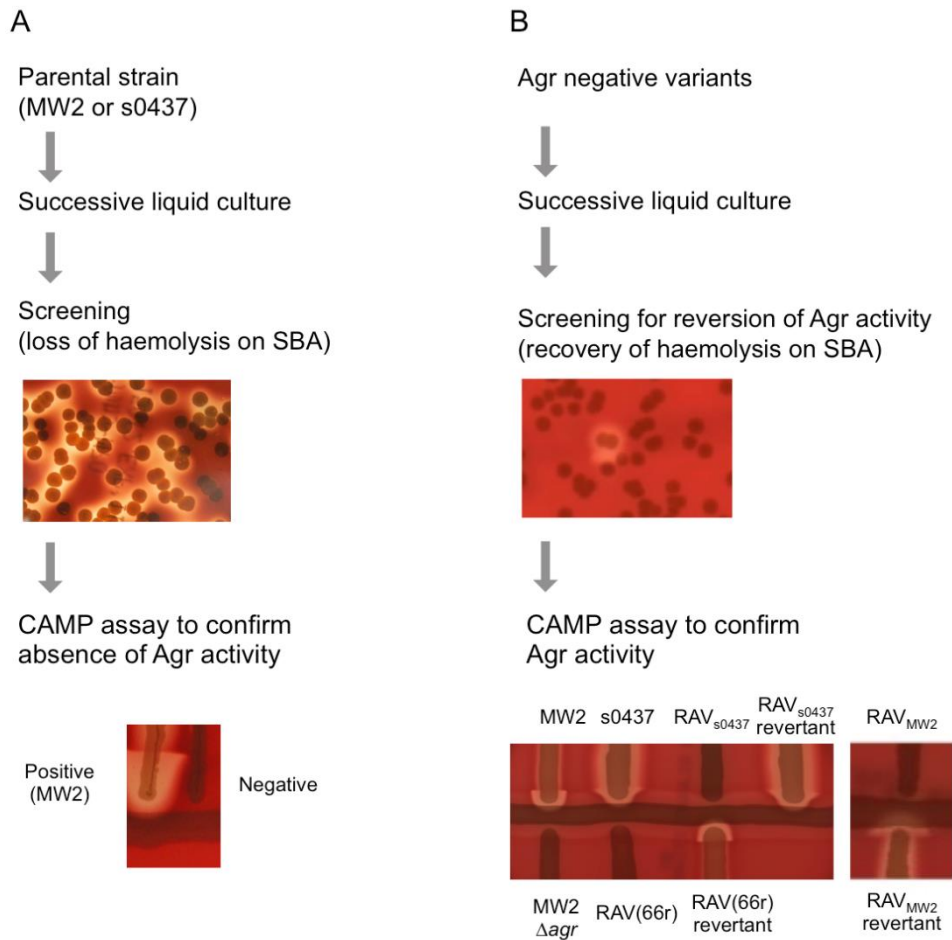 A
Parental strain
(MW2 or s0437)
Successive liquid culture
Screening
(loss of haemolysis on SBA)
CAMP assay to confirm
absence of Agr activity
Positive
(MW2)
Negative
B
Agr negative variants
Successive liquid culture
Screening for reversion of Agr activity
(recovery of haemolysis on SBA)
CAMP assay to confirm
Agr activity
MW2
s0437
RAVs0437
RAVs0437
revertant
RAVMW2
MW2
Δagr
RAV(66r)
RAV(66r)
revertant
RAVMW2
revertant